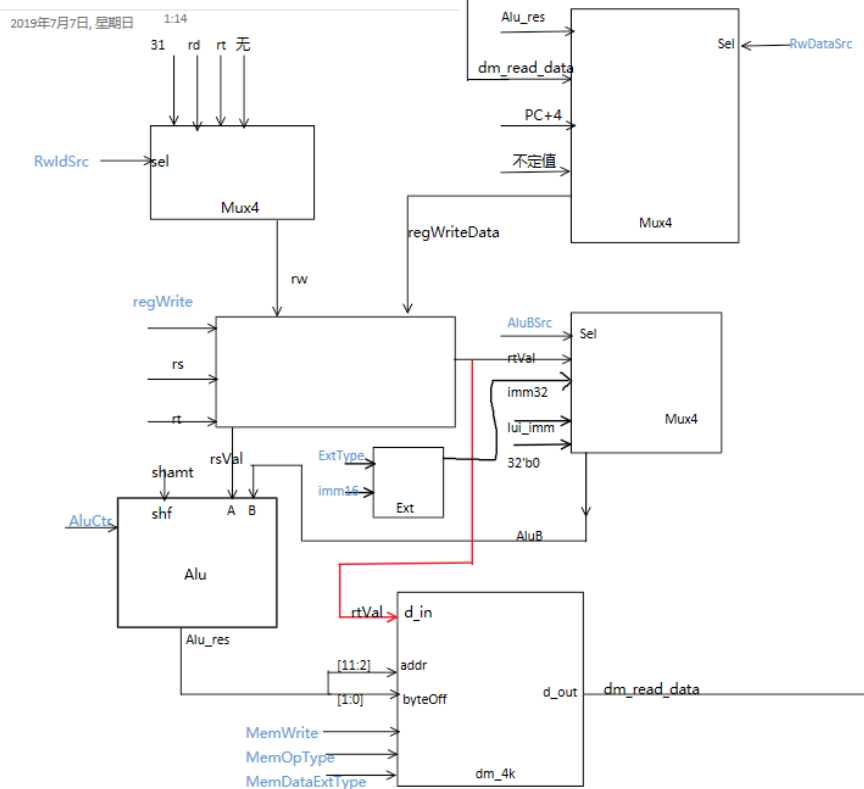 2019年7月7日, 星期日 1:14
31 rd rt 无
RwIdSrc
sel
Mux4
rw
Alu_res
dm_read_data
PC+4
不定值
Sel
RwDataSrc
Mux4
regWriteData
regWrite
rs
rt
rsVal
AluBSrc
Sel
rtVal
imm32
lui_imm
32'b0
Mux4
ExtType
imm16
Ext
shamt
shf
A B
AluCtr
Alu
AluB
Alu_res
rtVal
d_in
[11:2]
addr
[1:0]
byteOff
d_out
dm_read_data
MemWrite
MemOpType
MemDataExtType
dm_4k